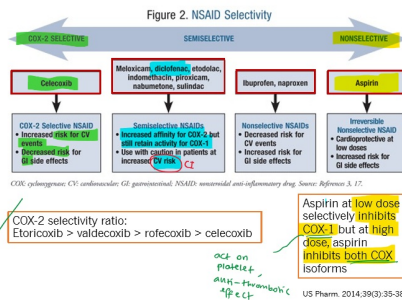 Figure 2. NSAID Selectivity
COX-2 SELECTIVE
SEMISELECTIVE
NONSELECTIVE
Celecoxib
Meloxicam, diclofenac, etodolac,
indomethacin, piroxicam,
nabumetone, sulindac
Ibuprofen, naproxen
Aspirin
COX-2 Selective NSAID
• Increased risk for CV
events
• Decreased risk for
GI side effects
Semiselective NSAIDs
• Increased affinity for COX-2 but
still retain activity for COX-1
• Use with caution in patients at
increased CV risk CI
Nonselective NSAIDs
• Decreased risk for
CV events
• Increased risk for
GI side effects
Irreversible
Nonselective NSAID
• Cardioprotective at
low doses
• Increased risk for
GI side effects
COX: cyclooxygenase; CV: cardiovascular; GI: gastrointestinal; NSAID: nonsteroidal anti-inflammatory drug. Source: References 3, 17.
COX-2 selectivity ratio:
Etoricoxib > valdecoxib > rofecoxib > celecoxib
act on
platelet,
anti-thrombotic
effect
Aspirin at low dose
selectively inhibits
COX-1 but at high
dose, aspirin
inhibits both COX
isoforms
US Pharm. 2014;39(3):35-38